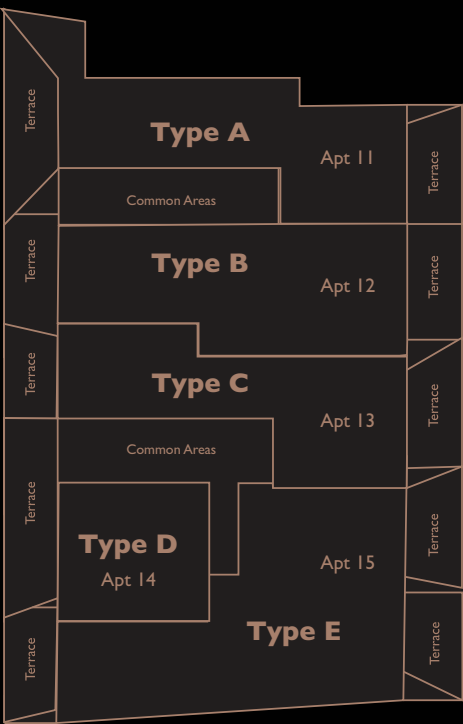 Terrace
Type A
Apt 11
Terrace
Common Areas
Terrace
Type B
Apt 12
Terrace
Terrace
Type C
Apt 13
Terrace
Common Areas
Terrace
Type D
Apt 14
Apt 15
Terrace
Type E
Terrace
Terrace